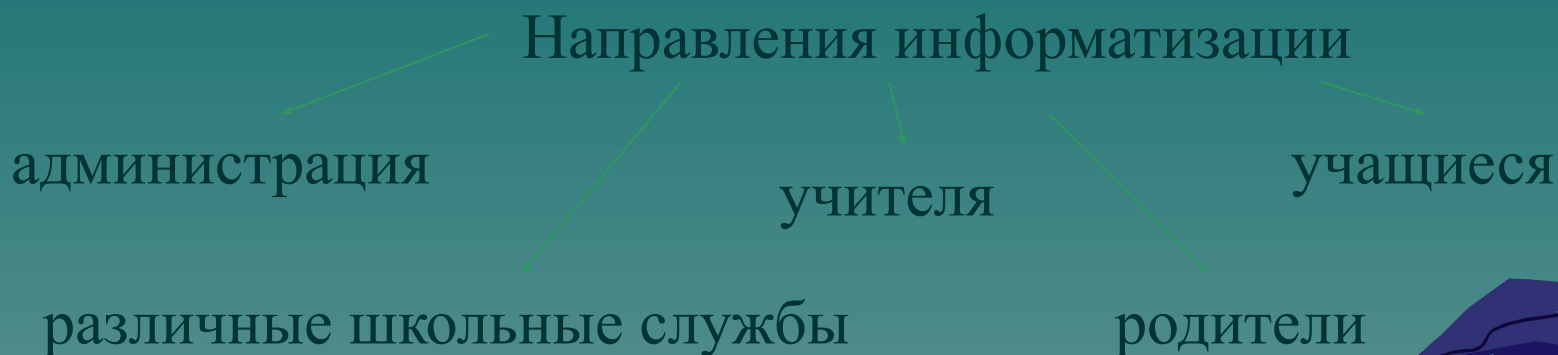 Направления информатизации
администрация
учащиеся
учителя
различные школьные службы
родители